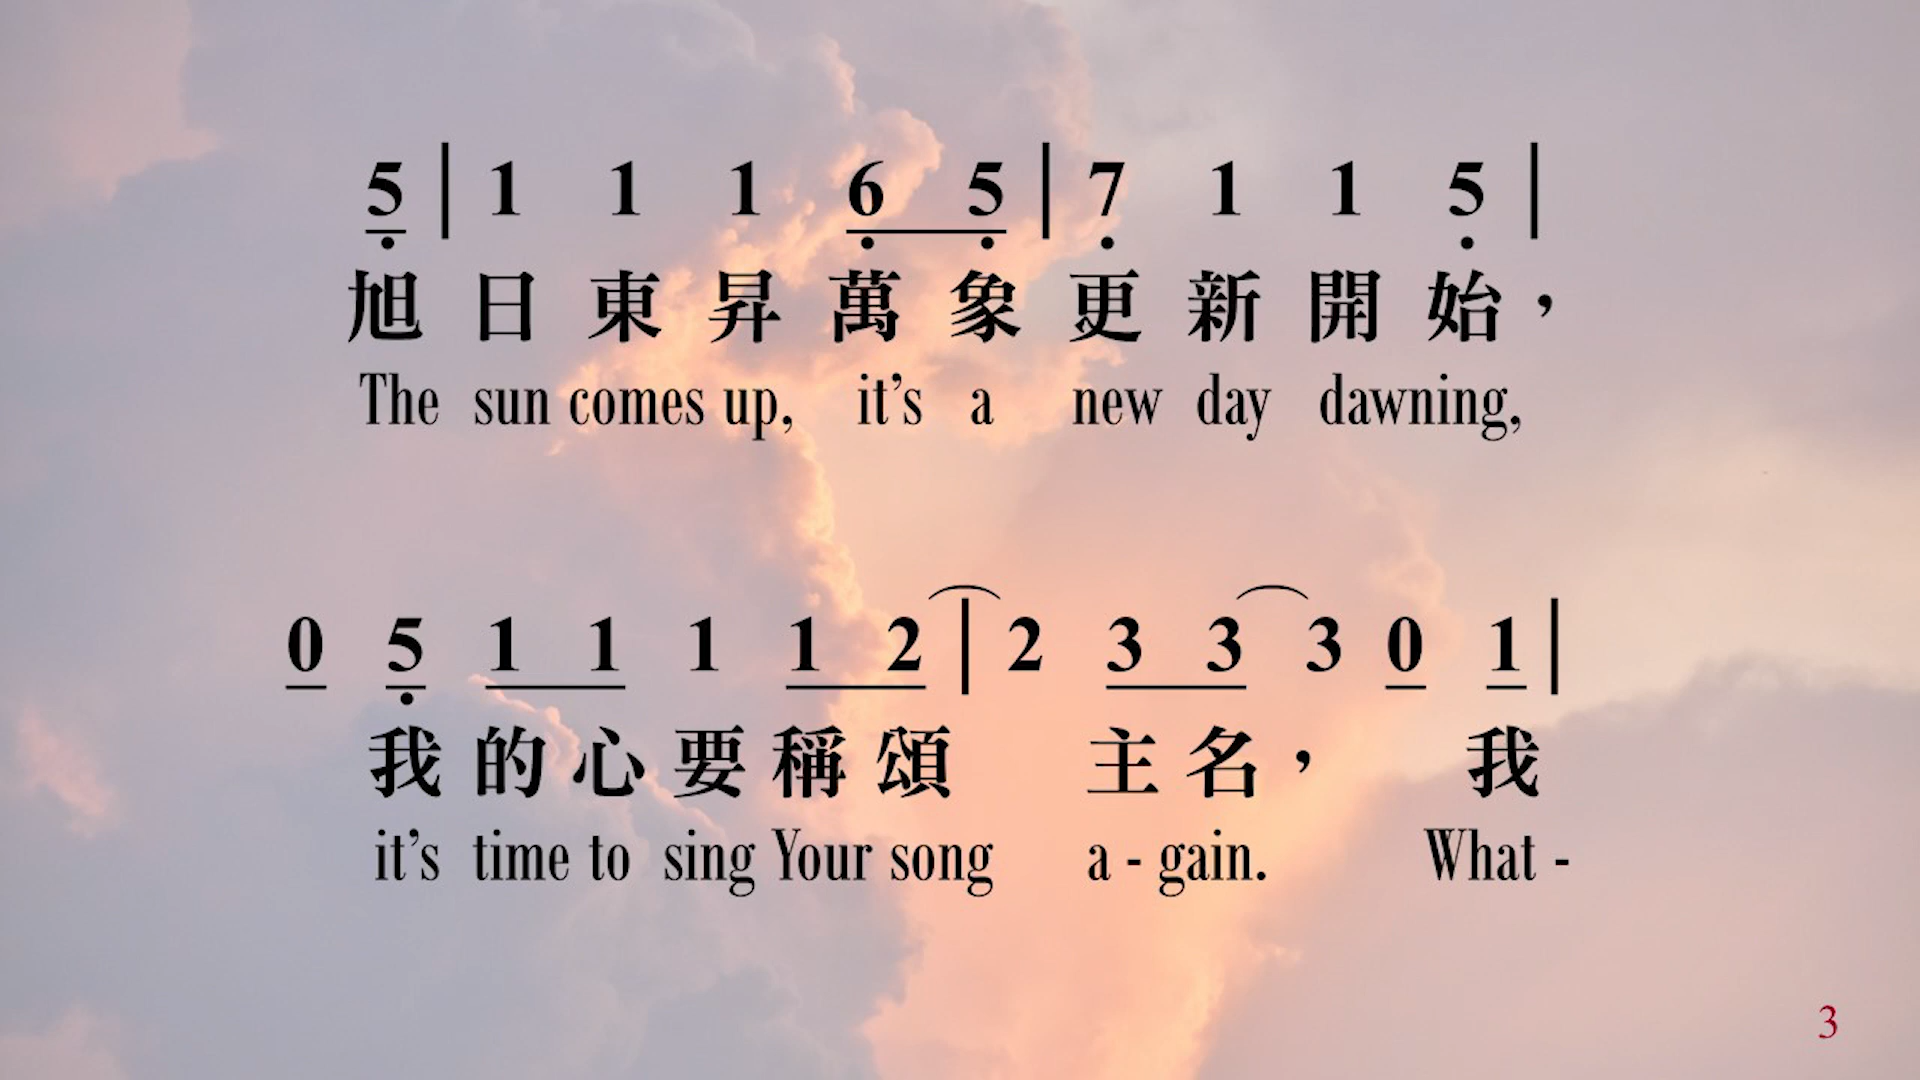 5 | 1 1 1 6 5 | 7 1 1 5 |
旭日東昇萬象更新開始，
The sun comes up, it's a new day dawning,
0 5 1 1 1 1 2 | 2 3 3 3 0 1 |
我的心要稱頌 主名， 我
it's time to sing Your song a - gain. What -
3